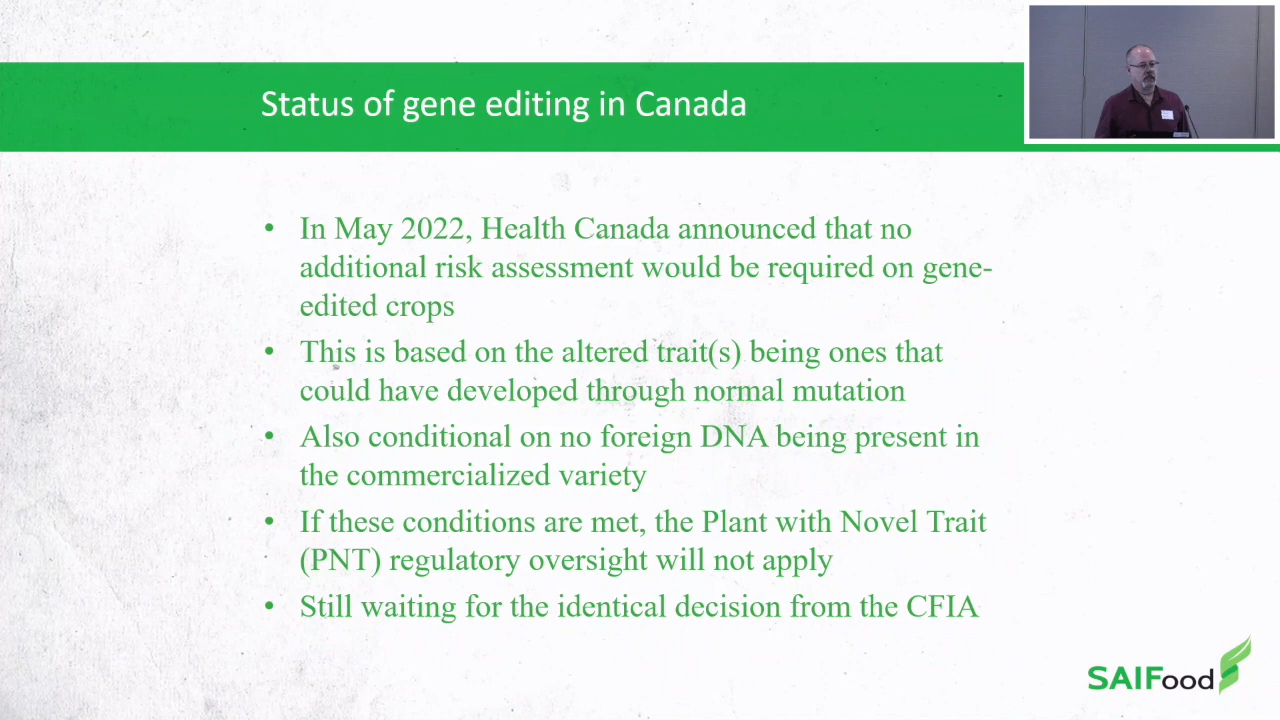 Status of gene editing in Canada
• In May 2022, Health Canada announced that no
additional risk assessment would be required on gene-
edited crops
• This is based on the altered trait(s) being ones that
could have developed through normal mutation
• Also conditional on no foreign DNA being present in
the commercialized variety
• If these conditions are met, the Plant with Novel Trait
(PNT) regulatory oversight will not apply
• Still waiting for the identical decision from the CFIA
SAIFood